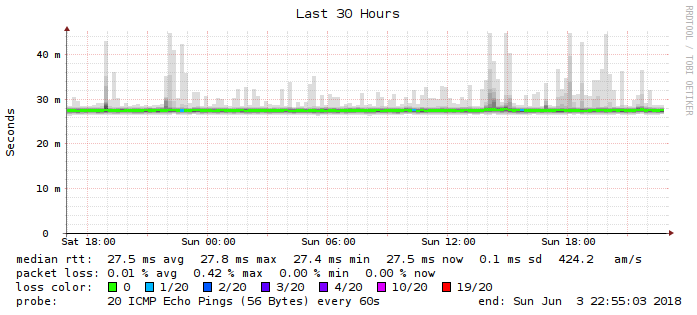 Last 30 Hours
RRDTOOL / TOBI OETIKER
Seconds
40 m
30 m
20 m
10 m
0
Sat 18:00 Sun 00:00 Sun 06:00 Sun 12:00 Sun 18:00
median rtt: 27.5 ms avg 27.8 ms max 27.4 ms min 27.5 ms now 0.1 ms sd 424.2 am/s
packet loss: 0.01 % avg 0.42 % max 0.00 % min 0.00 % now
loss color: 0 1/20 2/20 3/20 4/20 10/20 19/20
probe: 20 ICMP Echo Pings (56 Bytes) every 60s end: Sun Jun 3 22:55:03 2018